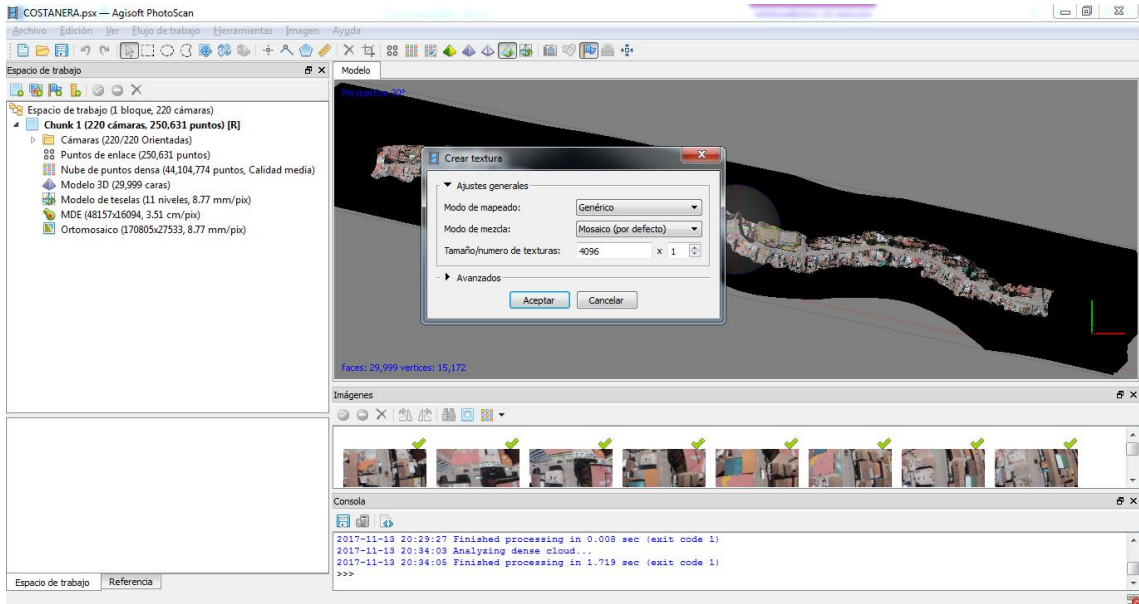 COSTANERA.psx — Agisoft PhotoScan
Archivo Edición Ver Flujo de trabajo Herramientas Imagen Ayuda
Espacio de trabajo
Espacio de trabajo (1 bloque, 220 cámaras)
Chunk 1 (220 cámaras, 250,631 puntos) [R]
Cámaras (220/220 Orientadas)
Puntos de enlace (250,631 puntos)
Nube de puntos densa (44,104,774 puntos, Calidad media)
Modelo 3D (29,999 caras)
Modelo de teselas (11 niveles, 8.77 mm/pix)
MDE (48157x16094, 3.51 cm/pix)
Ortomosaico (170805x27533, 8.77 mm/pix)
Modelo
Perspectiva 30°
Crear textura
Ajustes generales
Modo de mapeado: Genérico
Modo de mezcla: Mosaico (por defecto)
Tamaño/numero de texturas: 4096 x 1
Avanzados
Aceptar Cancelar
faces: 29,999 vertices: 15,172
Imágenes
Consola
2017-11-13 20:29:27 Finished processing in 0.008 sec (exit code 1)
2017-11-13 20:34:03 Analyzing dense cloud...
2017-11-13 20:34:05 Finished processing in 1.719 sec (exit code 1)
>>>
Espacio de trabajo Referencia